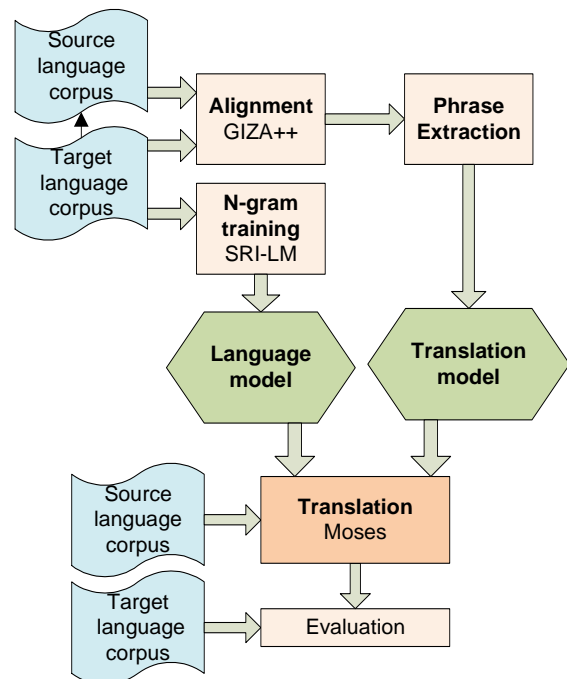 Source
language
corpus
Alignment
GIZA++
Phrase
Extraction
Target
language
corpus
N-gram
training
SRI-LM
Language
model
Translation
model
Source
language
corpus
Translation
Moses
Target
language
corpus
Evaluation